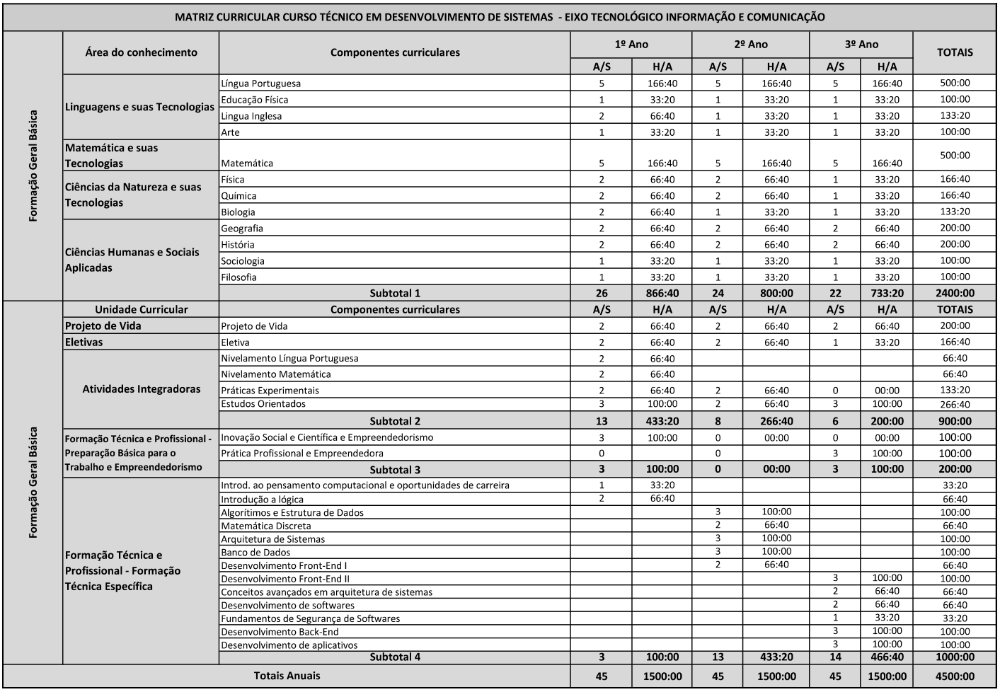 MATRIZ CURRICULAR CURSO TÉCNICO EM DESENVOLVIMENTO DE SISTEMAS - EIXO TECNOLÓGICO INFORMAÇÃO E COMUNICAÇÃO
Formação Geral Básica
Área do conhecimento Componentes curriculares 1º Ano 2º Ano 3º Ano TOTAIS
A/S H/A A/S H/A A/S H/A
Linguagens e suas Tecnologias
Língua Portuguesa 5 166:40 5 166:40 5 166:40 500:00
Educação Física 1 33:20 1 33:20 1 33:20 100:00
Lingua Inglesa 2 66:40 1 33:20 1 33:20 133:20
Arte 1 33:20 1 33:20 1 33:20 100:00
Matemática e suas
Tecnologias
Matemática 5 166:40 5 166:40 5 166:40 500:00
Ciências da Natureza e suas
Tecnologias
Física 2 66:40 2 66:40 1 33:20 166:40
Química 2 66:40 2 66:40 1 33:20 166:40
Biologia 2 66:40 1 33:20 1 33:20 133:20
Ciências Humanas e Sociais
Aplicadas
Geografia 2 66:40 2 66:40 2 66:40 200:00
História 2 66:40 2 66:40 2 66:40 200:00
Sociologia 1 33:20 1 33:20 1 33:20 100:00
Filosofia 1 33:20 1 33:20 1 33:20 100:00
Subtotal 1 26 866:40 24 800:00 22 733:20 2400:00
Formação Geral Básica
Unidade Curricular Componentes curriculares A/S H/A A/S H/A A/S H/A TOTAIS
Projeto de Vida Projeto de Vida 2 66:40 2 66:40 2 66:40 200:00
Eletivas Eletiva 2 66:40 2 66:40 1 33:20 166:40
Atividades Integradoras
Nivelamento Língua Portuguesa 2 66:40 66:40
Nivelamento Matemática 2 66:40 66:40
Práticas Experimentais 2 66:40 2 66:40 0 00:00 133:20
Estudos Orientados 3 100:00 2 66:40 3 100:00 266:40
Subtotal 2 13 433:20 8 266:40 6 200:00 900:00
Formação Técnica e Profissional -
Preparação Básica para o
Trabalho e Empreendedorismo
Inovação Social e Científica e Empreendedorismo 3 100:00 0 00:00 0 00:00 100:00
Prática Profissional e Empreendedora 0 0 3 100:00 100:00
Subtotal 3 3 100:00 0 00:00 3 100:00 200:00
Formação Técnica e
Profissional - Formação
Técnica Específica
Introd. ao pensamento computacional e oportunidades de carreira 1 33:20 33:20
Introdução a lógica 2 66:40 66:40
Algorítimos e Estrutura de Dados 3 100:00 100:00
Matemática Discreta 2 66:40 66:40
Arquitetura de Sistemas 3 100:00 100:00
Banco de Dados 3 100:00 100:00
Desenvolvimento Front-End I 2 66:40 66:40
Desenvolvimento Front-End II 3 100:00 100:00
Conceitos avançados em arquitetura de sistemas 2 66:40 66:40
Desenvolvimento de softwares 2 66:40 66:40
Fundamentos de Segurança de Softwares 1 33:20 33:20
Desenvolvimento Back-End 3 100:00 100:00
Desenvolvimento de aplicativos 3 100:00 100:00
Subtotal 4 3 100:00 13 433:20 14 466:40 1000:00
Totais Anuais 45 1500:00 45 1500:00 45 1500:00 4500:00